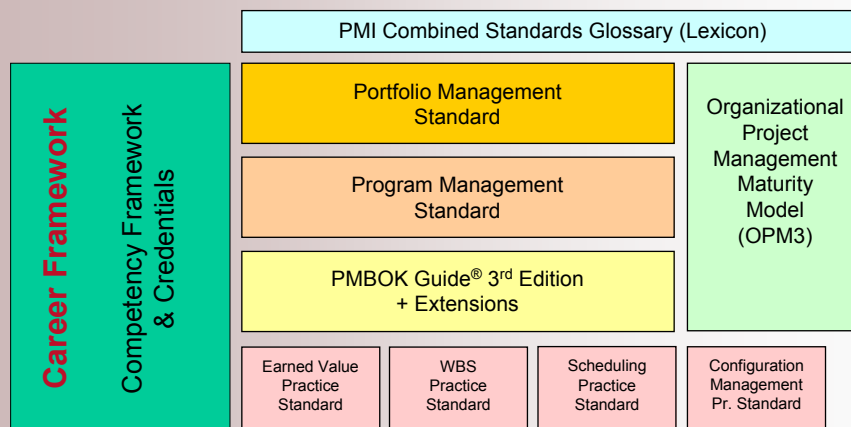 PMI Combined Standards Glossary (Lexicon)
Career Framework
Competency Framework
& Credentials
Portfolio Management
Standard
Program Management
Standard
PMBOK Guide® 3rd Edition
+ Extensions
Organizational
Project
Management
Maturity
Model
(OPM3)
Earned Value
Practice
Standard
WBS
Practice
Standard
Scheduling
Practice
Standard
Configuration
Management
Pr. Standard